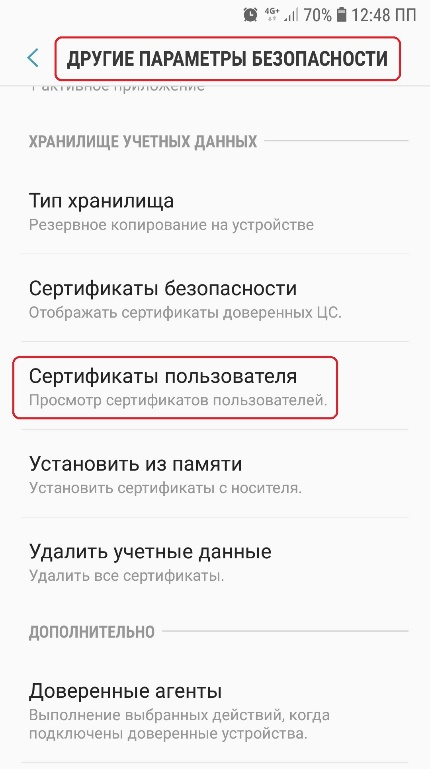 4G+ 70% 12:48 ПП
ДРУГИЕ ПАРАМЕТРЫ БЕЗОПАСНОСТИ
1 активное приложение
ХРАНИЛИЩЕ УЧЕТНЫХ ДАННЫХ
Тип хранилища
Резервное копирование на устройстве
Сертификаты безопасности
Отображать сертификаты доверенных ЦС.
Сертификаты пользователя
Просмотр сертификатов пользователей.
Установить из памяти
Установить сертификаты с носителя.
Удалить учетные данные
Удалить все сертификаты.
ДОПОЛНИТЕЛЬНО
Доверенные агенты
Выполнение выбранных действий, когда
подключены доверенные устройства.